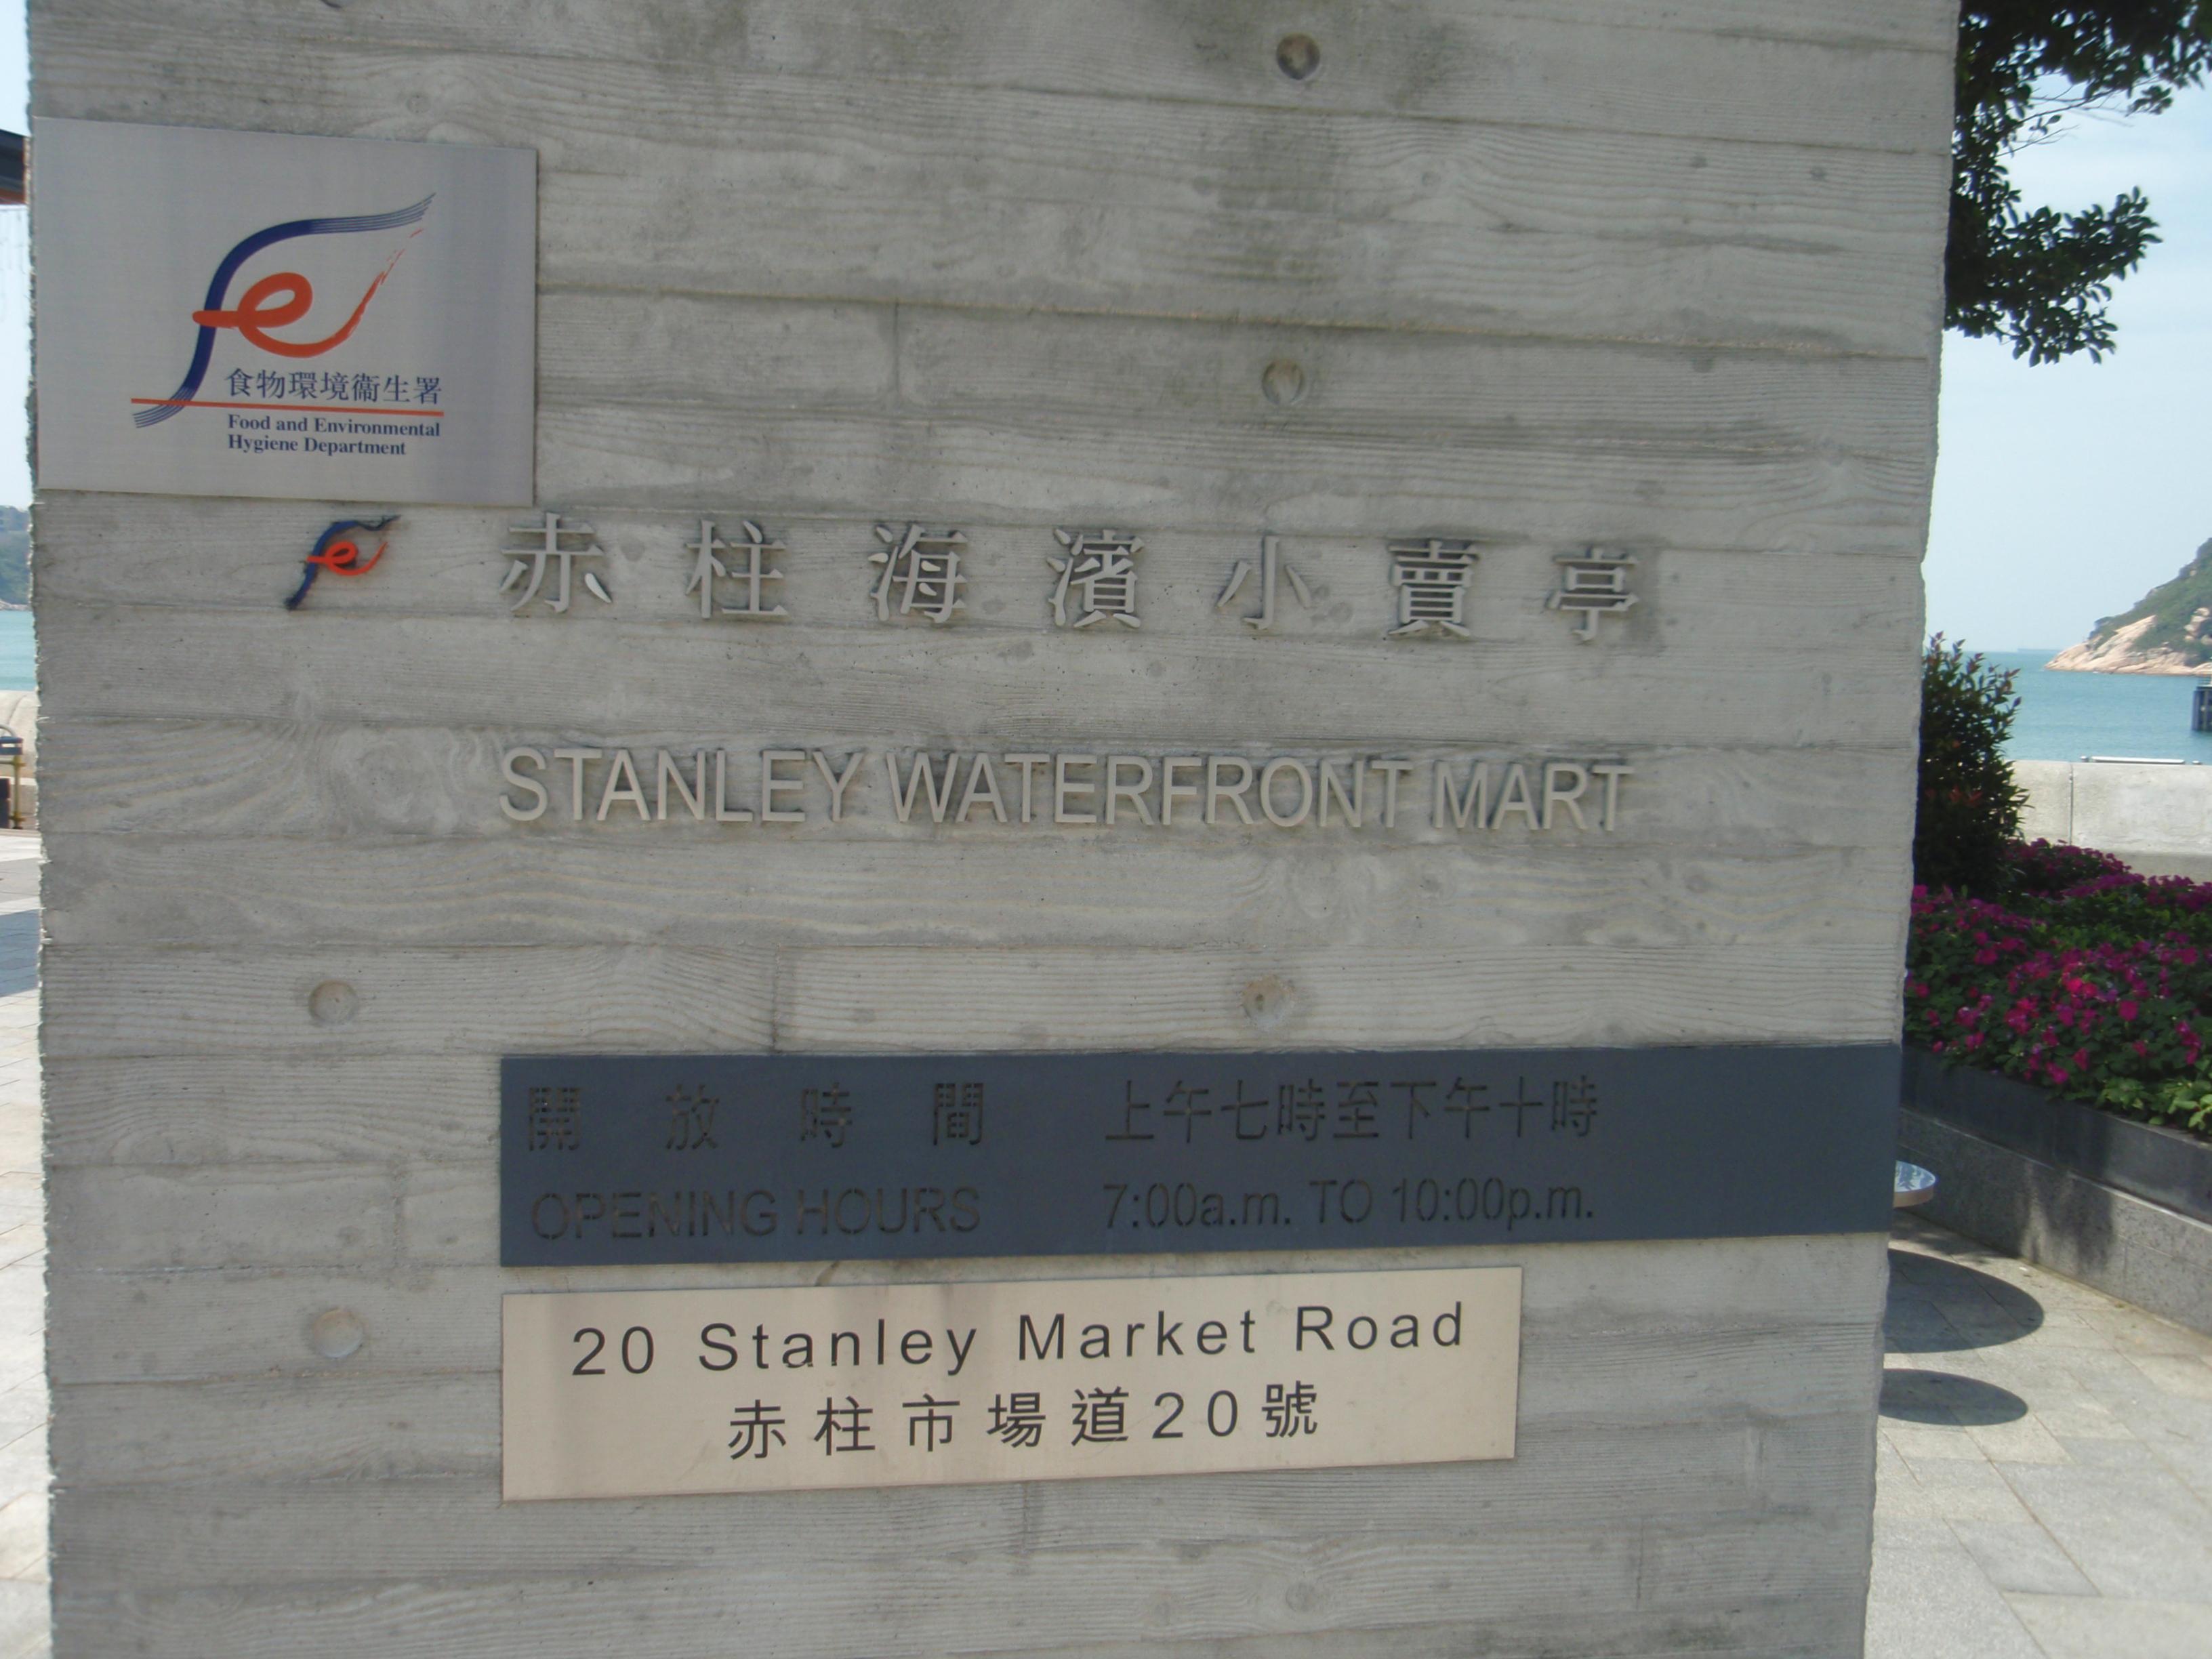 食物環境衞生署
Food and Environmental
Hygiene Department
赤柱海濱小賣亭
STANLEY WATERFRONT MART
開放時間 上午七時至下午十時
OPENING HOURS 7:00a.m. TO 10:00p.m.
20 Stanley Market Road
赤柱市場道20號